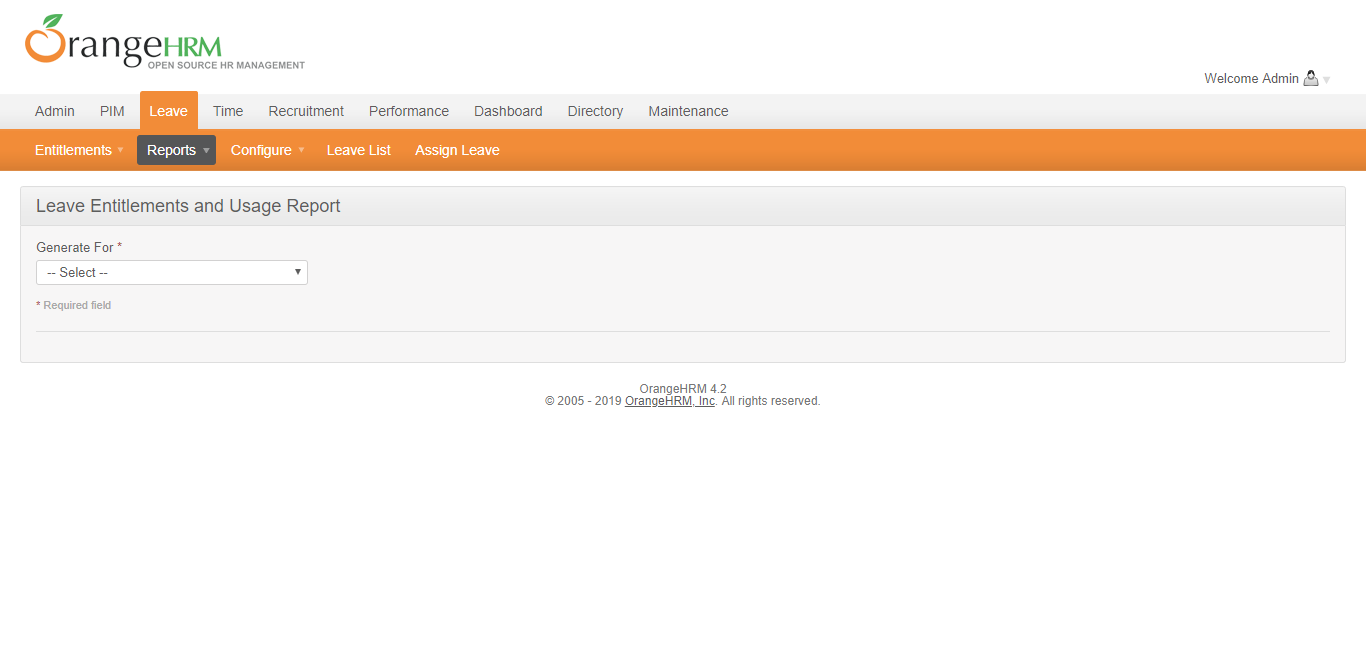 OrangeHRM
OPEN SOURCE HR MANAGEMENT
Welcome Admin
Admin PIM Leave Time Recruitment Performance Dashboard Directory Maintenance
Entitlements Reports Configure Leave List Assign Leave
Leave Entitlements and Usage Report
Generate For *
-- Select --
* Required field
OrangeHRM 4.2
© 2005 - 2019 OrangeHRM, Inc. All rights reserved.